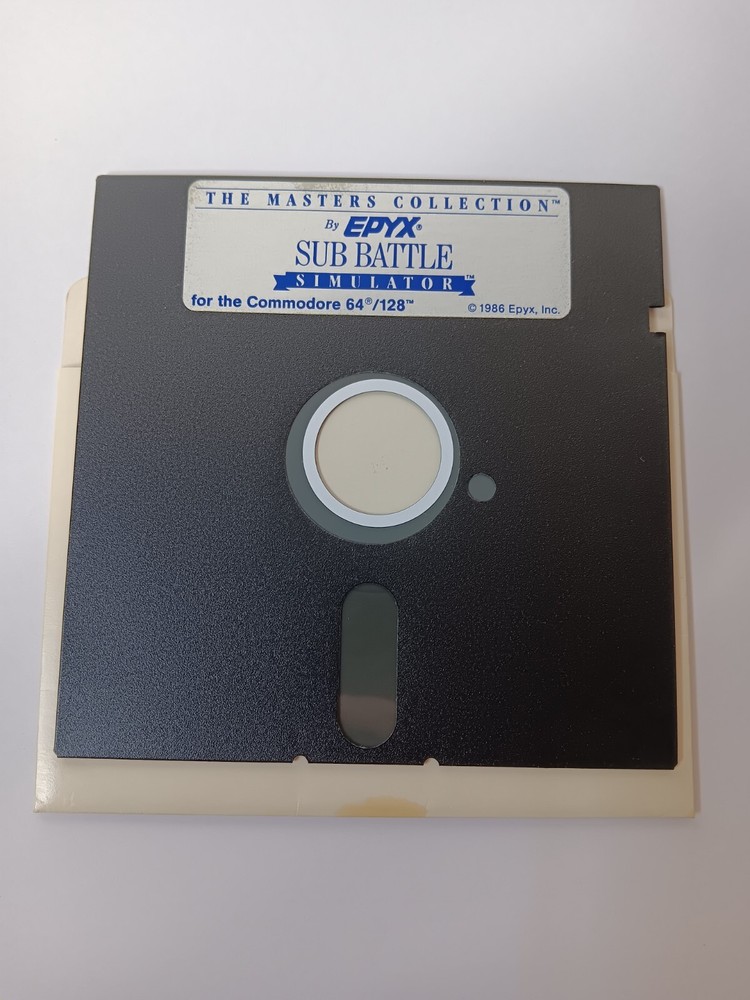 THE MASTERS COLLECTION™
By EPYX®
SUB BATTLE
SIMULATOR™
for the Commodore 64®/128™
© 1986 Epyx, Inc.